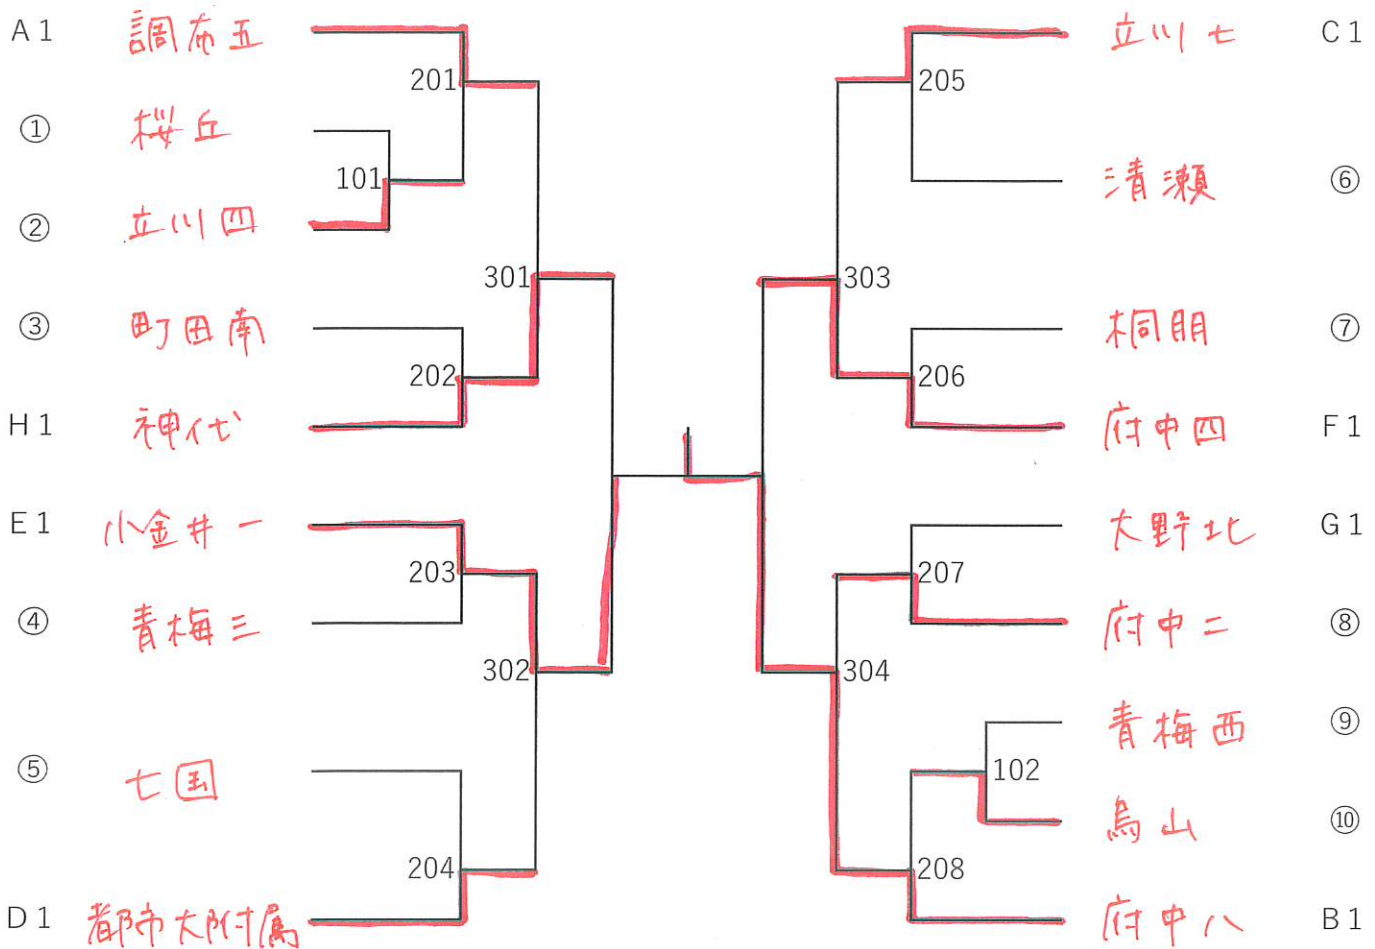 A1 調布五 立川七 C1
201 205
① 桜丘
101 清瀬 ⑥
② 立川四
301 303
③ 町田南 桐朋 ⑦
202 206
H1 神代 府中四 F1
E1 小金井一 大野北 G1
203 207
④ 青梅三 府中二 ⑧
302 304
青梅西 ⑨
⑤ 七国 102
烏山 ⑩
204 208
D1 都市大附属 府中八 B1